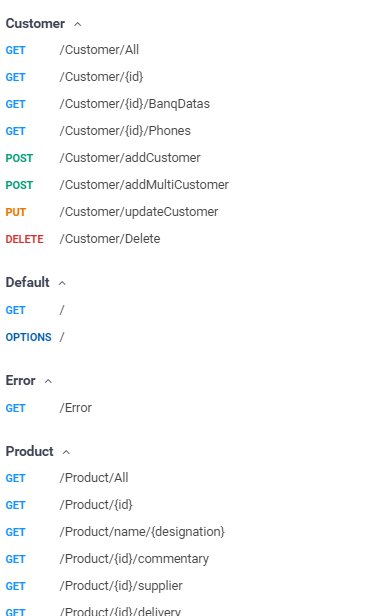 Customer
GET /Customer/All
GET /Customer/{id}
GET /Customer/{id}/BanqDatas
GET /Customer/{id}/Phones
POST /Customer/addCustomer
POST /Customer/addMultiCustomer
PUT /Customer/updateCustomer
DELETE /Customer/Delete
Default
GET /
OPTIONS /
Error
GET /Error
Product
GET /Product/All
GET /Product/{id}
GET /Product/name/{designation}
GET /Product/{id}/commentary
GET /Product/{id}/supplier
GET /Product/{id}/delivery